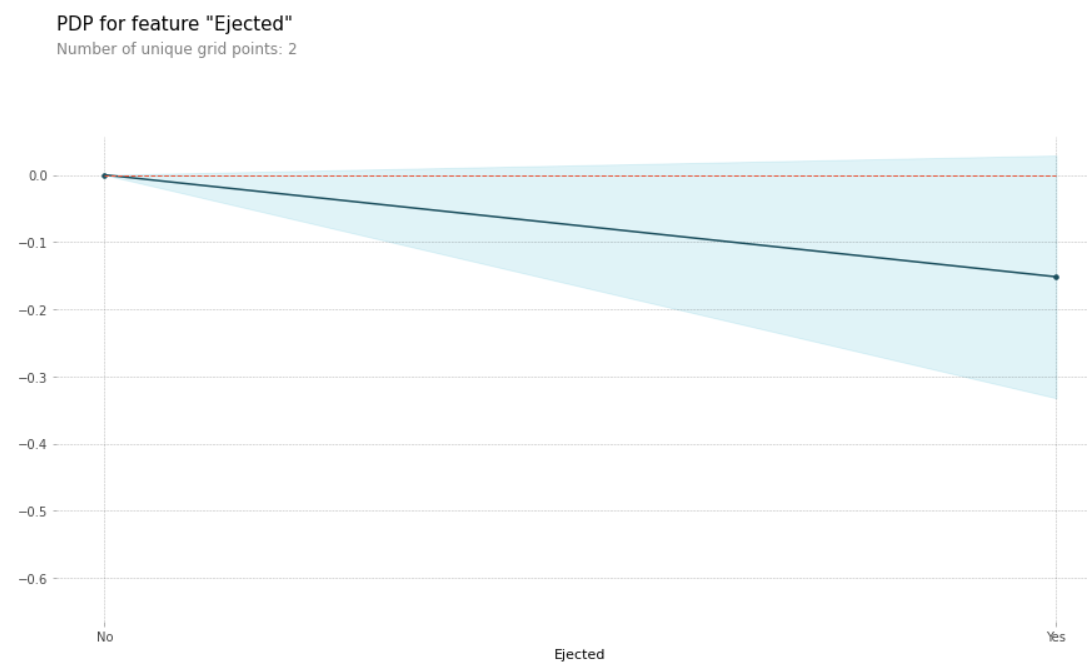 PDP for feature "Ejected"
Number of unique grid points: 2
0.0
−0.1
−0.2
−0.3
−0.4
−0.5
−0.6
No
Yes
Ejected